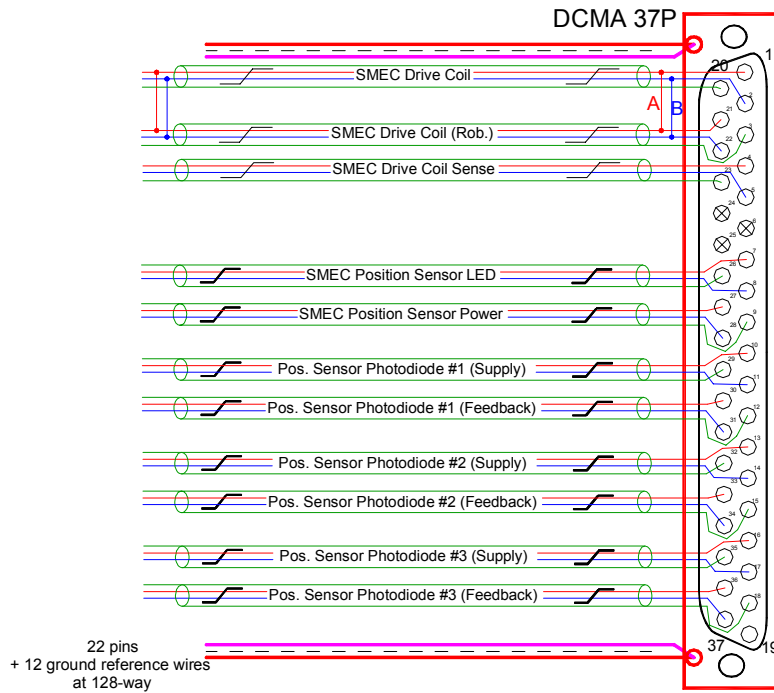 DCMA 37P
1
20
SMEC Drive Coil
2
A
B
21
SMEC Drive Coil (Rob.)
3
22
4
SMEC Drive Coil Sense
23
5
24
6
25
7
SMEC Position Sensor LED
26
8
27
SMEC Position Sensor Power
9
28
10
Pos. Sensor Photodiode #1 (Supply)
29
11
30
Pos. Sensor Photodiode #1 (Feedback)
12
31
13
Pos. Sensor Photodiode #2 (Supply)
32
14
33
Pos. Sensor Photodiode #2 (Feedback)
15
34
16
Pos. Sensor Photodiode #3 (Supply)
35
17
36
Pos. Sensor Photodiode #3 (Feedback)
18
37
19
22 pins
+ 12 ground reference wires
at 128-way